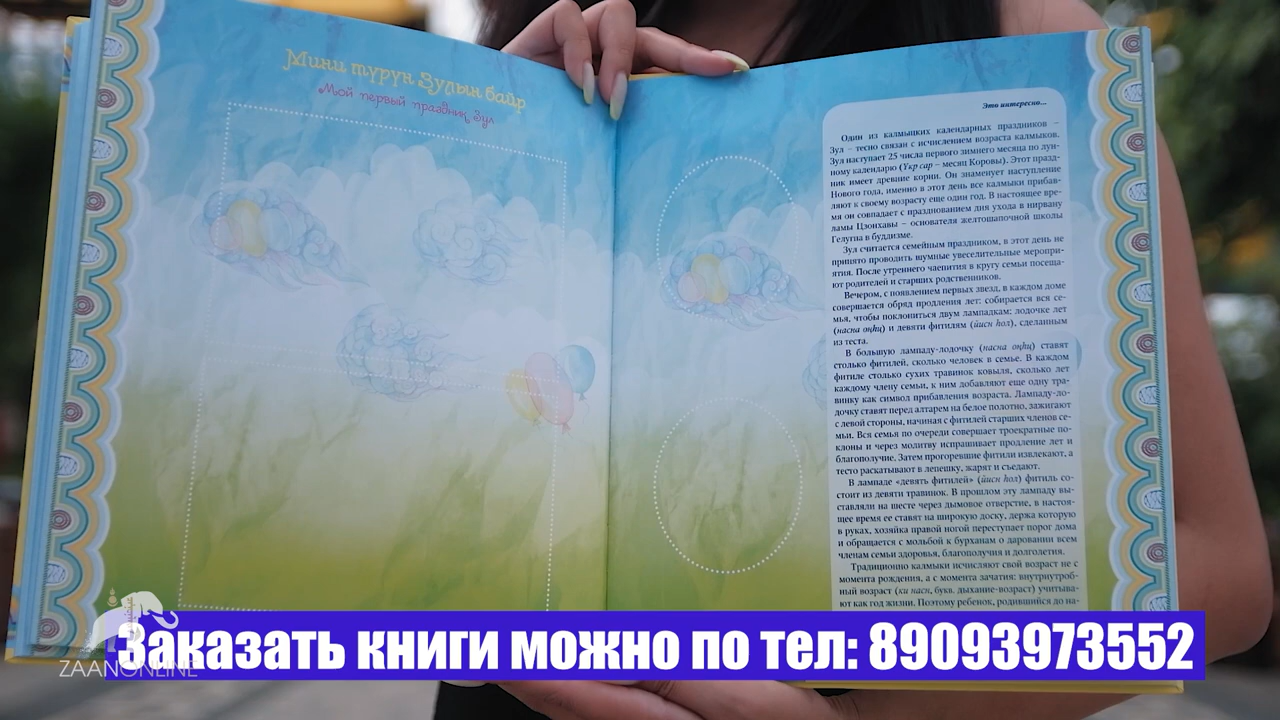 Мини түрүн Зулын байр
Мой первый праздник Зул
Это интересно...
Один из калмыцких календарных праздников –
Зул – тесно связан с исчислением возраста калмыков.
Зул наступает 25 числа первого зимнего месяца по лун-
ному календарю (Үкр сар – месяц Коровы). Этот празд-
ник имеет древние корни. Он знаменует наступление
Нового года, именно в этот день все калмыки прибав-
ляют к своему возрасту еще один год. В настоящее вре-
мя он совпадает с празднованием дня ухода в нирвану
ламы Цзонхавы – основателя желтошапочной школы
Гелугпа в буддизме.
Зул считается семейным праздником, в этот день не
принято проводить шумные увеселительные меропри-
ятия. После утреннего чаепития в кругу семьи посеща-
ют родителей и старших родственников.
Вечером, с появлением первых звезд, в каждом доме
совершается обряд продления лет: собирается вся се-
мья, чтобы поклониться двум лампадкам: лодочке лет
(насна оңһц) и девяти фитилям (йисн һол), сделанным
из теста.
В большую лампаду-лодочку (насна оңһц) ставят
столько фитилей, сколько человек в семье. В каждом
фитиле столько сухих травинок ковыля, сколько лет
каждому члену семьи, к ним добавляют еще одну тра-
винку как символ прибавления возраста. Лампаду-ло-
дочку ставят перед алтарем на белое полотно, зажигают
с левой стороны, начиная с фитилей старших членов се-
мьи. Вся семья по очереди совершает троекратные по-
клоны и через молитву испрашивает продление лет и
благополучие. Затем прогоревшие фитили извлекают, а
тесто раскатывают в лепешку, жарят и съедают.
В лампаде «девять фитилей» (йисн һол) фитиль со-
стоит из девяти травинок. В прошлом эту лампаду вы-
ставляли на шесте через дымовое отверстие, в настоя-
щее время ее ставят на широкую доску, держа которую
в руках, хозяйка правой ногой переступает порог дома
и обращается с мольбой к бурханам о даровании всем
членам семьи здоровья, благополучия и долголетия.
Традиционно калмыки исчисляют свой возраст не с
момента рождения, а с момента зачатия: внутриутроб-
ный возраст (ки насн, букв. дыхание-возраст) учитыва-
ют как год жизни. Поэтому ребенок, родившийся до на-
Заказать книги можно по тел: 89093973552
ZAANONLINE